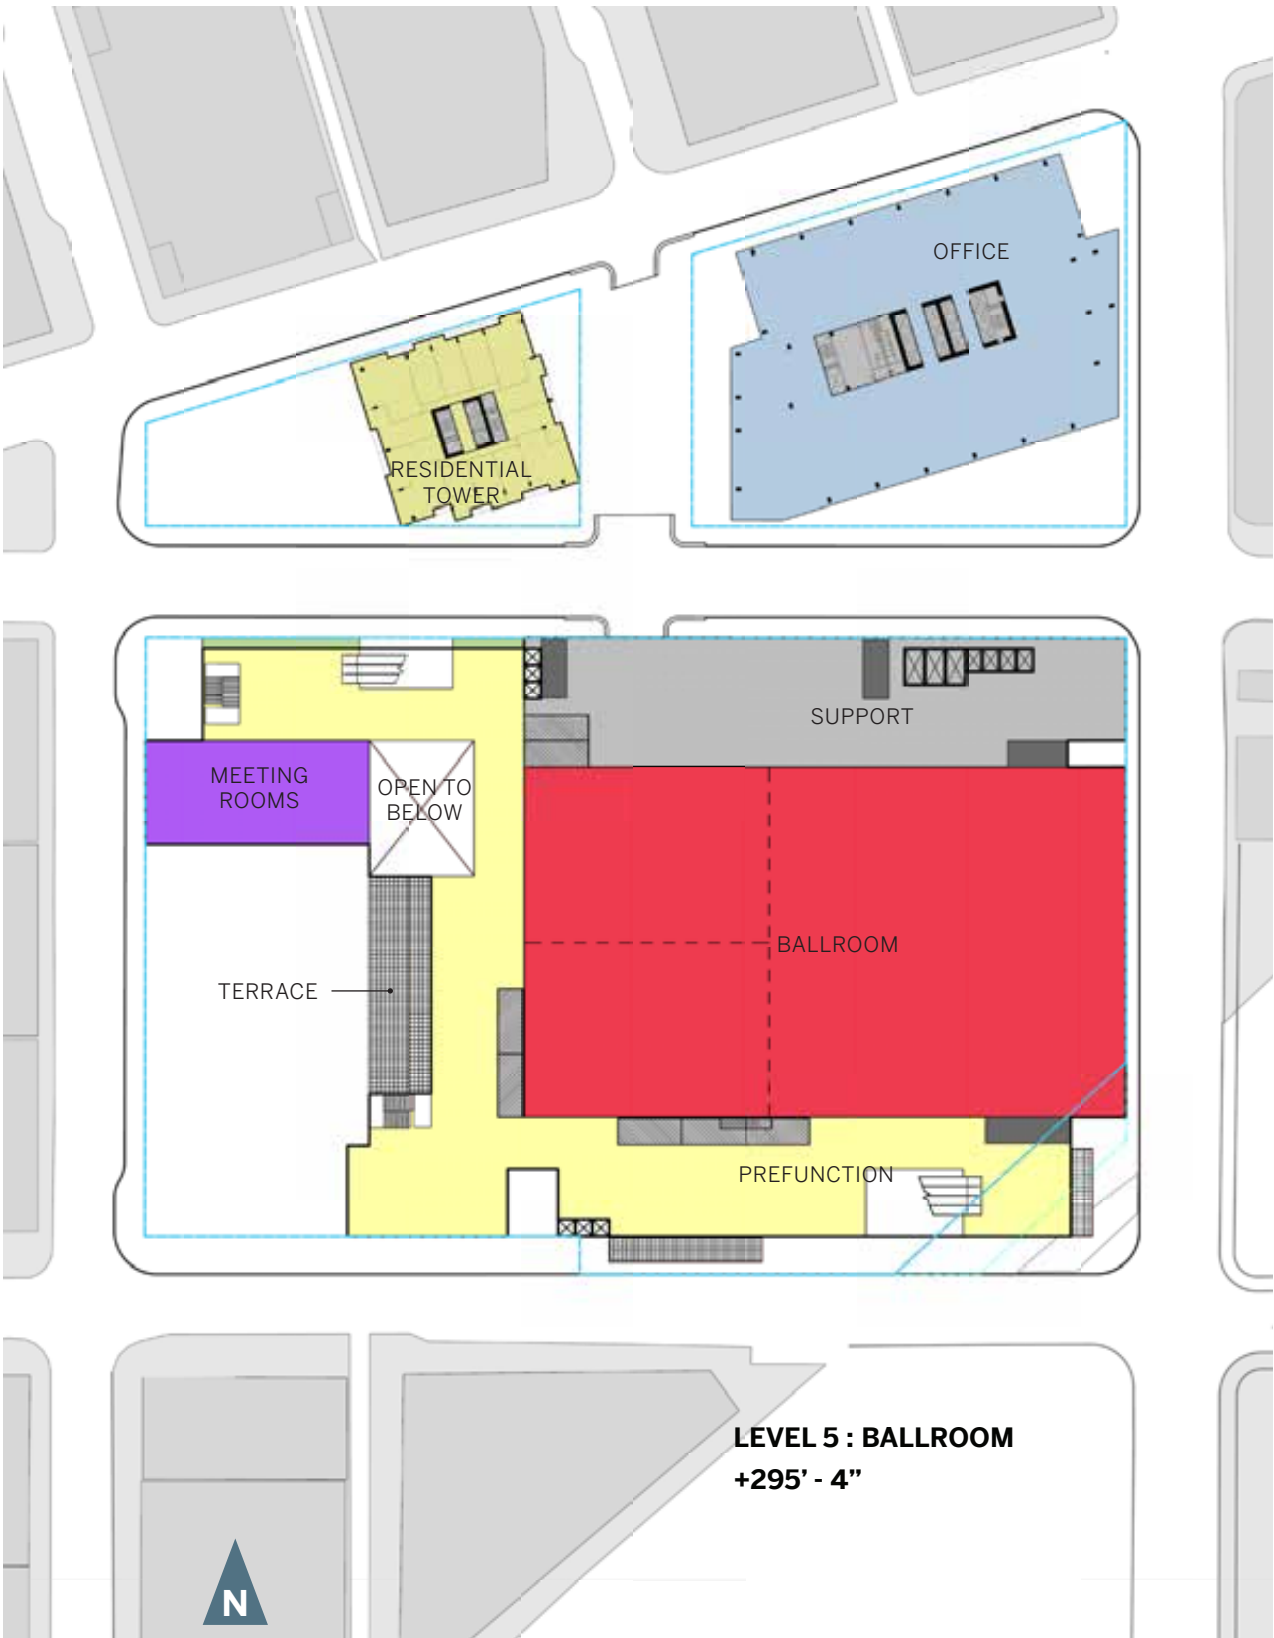 OFFICE
RESIDENTIAL
TOWER
SUPPORT
MEETING
ROOMS
OPEN TO
BELOW
BALLROOM
TERRACE
PREFUNCTION
LEVEL 5 : BALLROOM
+295’ - 4”
N